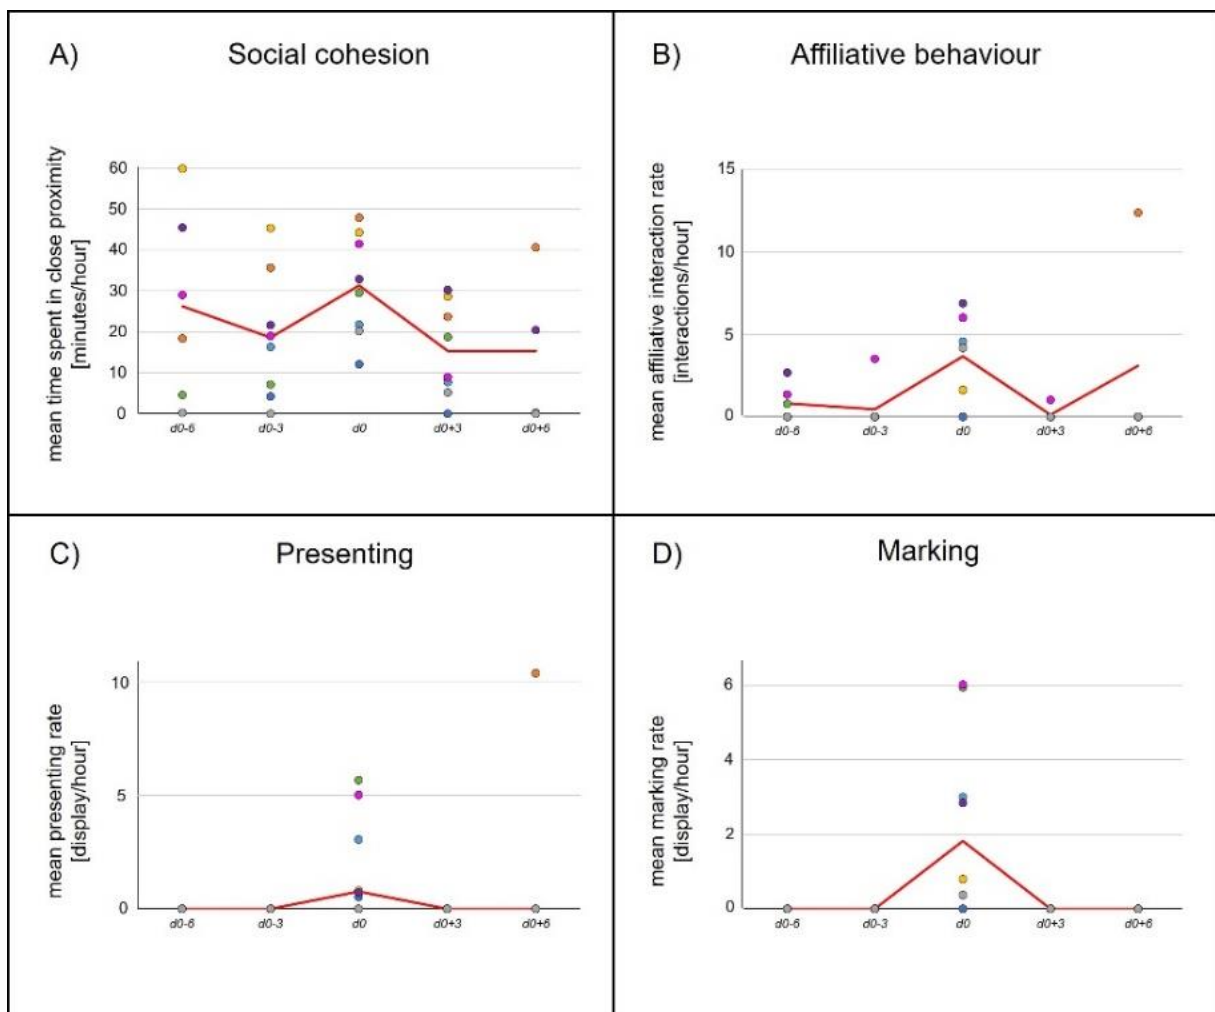 A) Social cohesion
mean time spent in close proximity
[minutes/hour]
60
50
40
30
20
10
0
d0-6 d0-3 d0 d0+3 d0+6
B) Affiliative behaviour
mean affiliative interaction rate
[interactions/hour]
15
10
5
0
d0-6 d0-3 d0 d0+3 d0+6
C) Presenting
mean presenting rate
[display/hour]
10
5
0
d0-6 d0-3 d0 d0+3 d0+6
D) Marking
mean marking rate
[display/hour]
6
4
2
0
d0-6 d0-3 d0 d0+3 d0+6